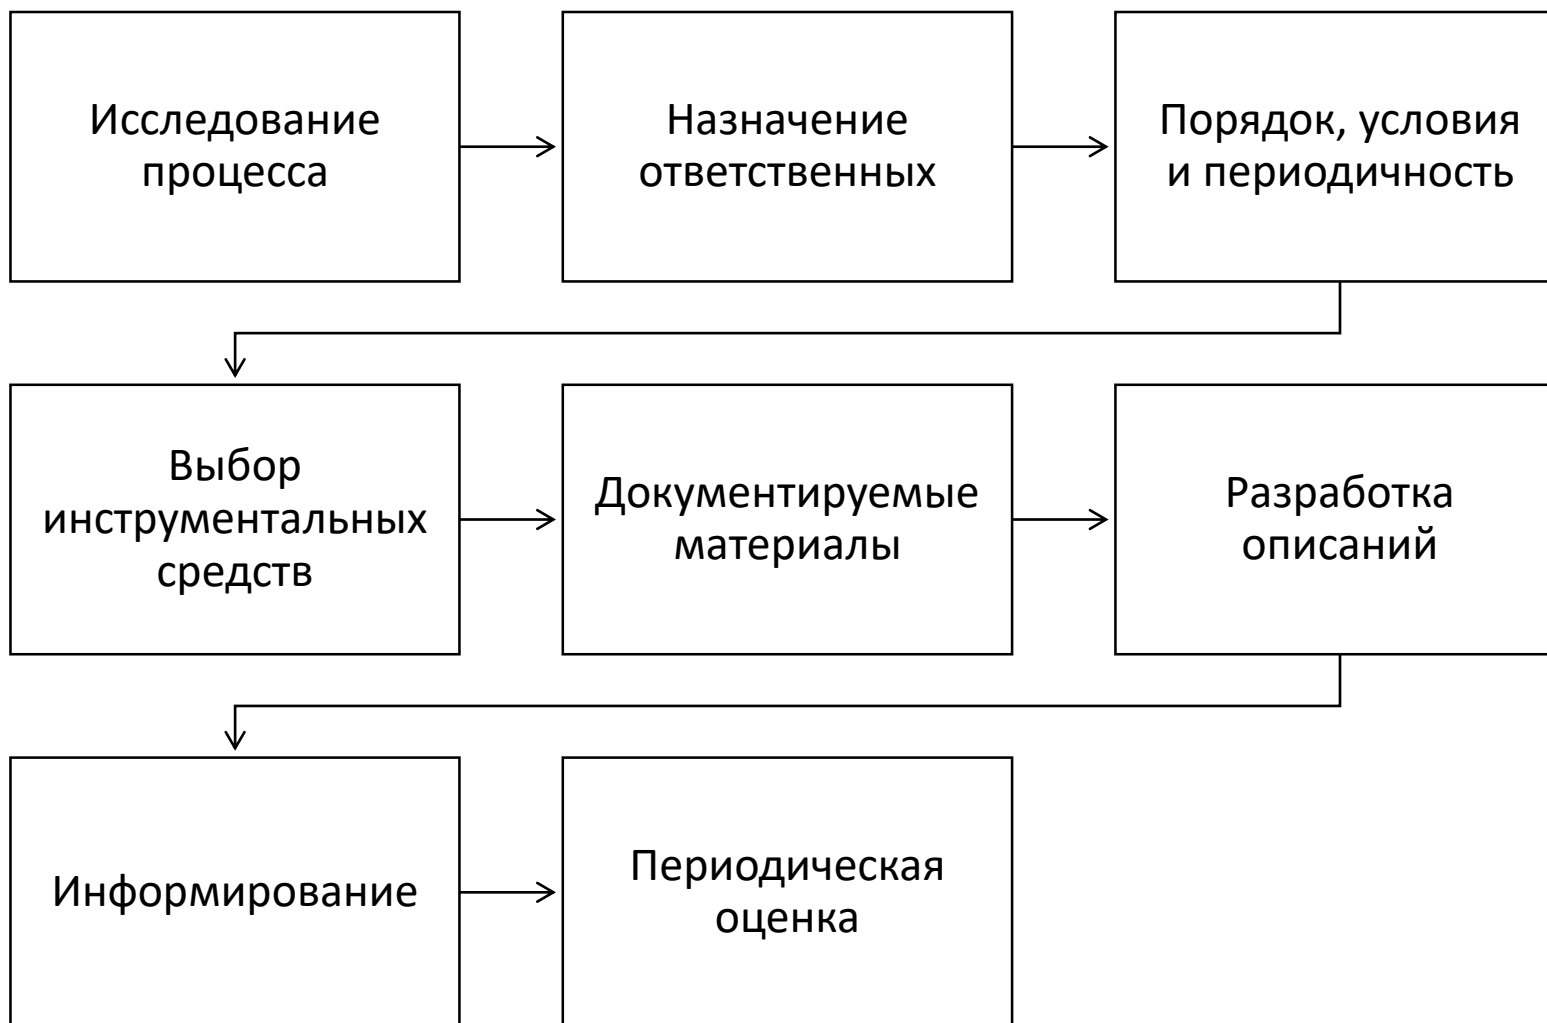 Исследование
процесса
Назначение
ответственных
Порядок, условия
и периодичность
Выбор
инструментальных
средств
Документируемые
материалы
Разработка
описаний
Информирование
Периодическая
оценка